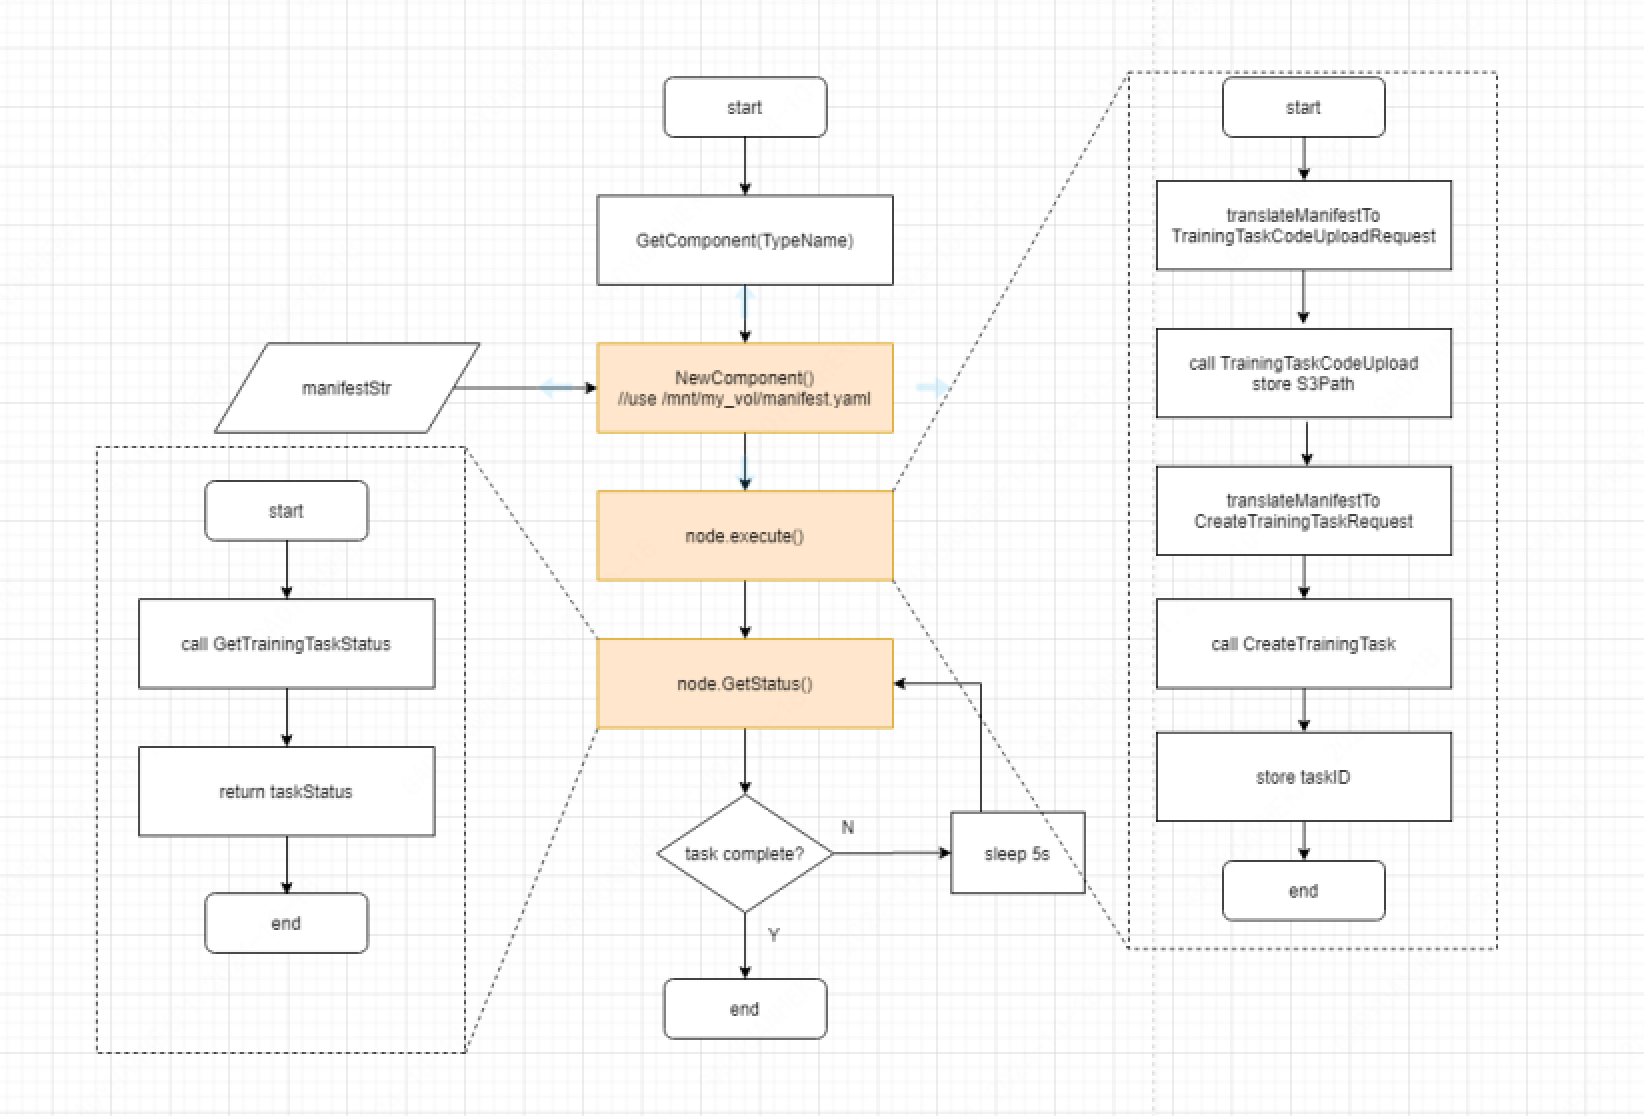 start
GetComponent(TypeName)
manifestStr
NewComponent()
//use /mnt/my_vol/manifest.yaml
node.execute()
node.GetStatus()
task complete?
N
sleep 5s
Y
end
start
call GetTrainingTaskStatus
return taskStatus
end
start
translateManifestTo
TrainingTaskCodeUploadRequest
call TrainingTaskCodeUpload
store S3Path
translateManifestTo
CreateTrainingTaskRequest
call CreateTrainingTask
store taskID
end